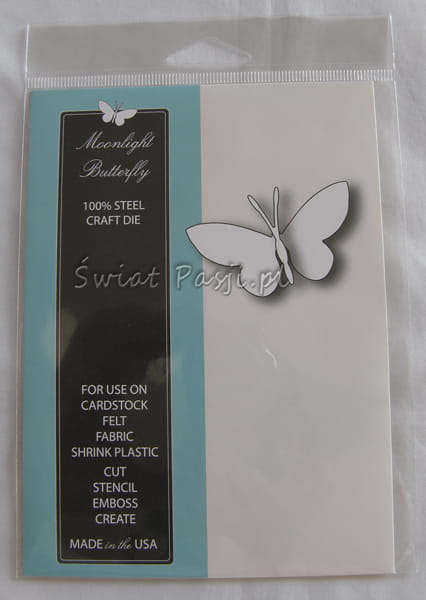 Moonlight
Butterfly
100% STEEL
CRAFT DIE
Świat Pasji.pl
FOR USE ON
CARDSTOCK
FELT
FABRIC
SHRINK PLASTIC
CUT
STENCIL
EMBOSS
CREATE
MADE in the USA